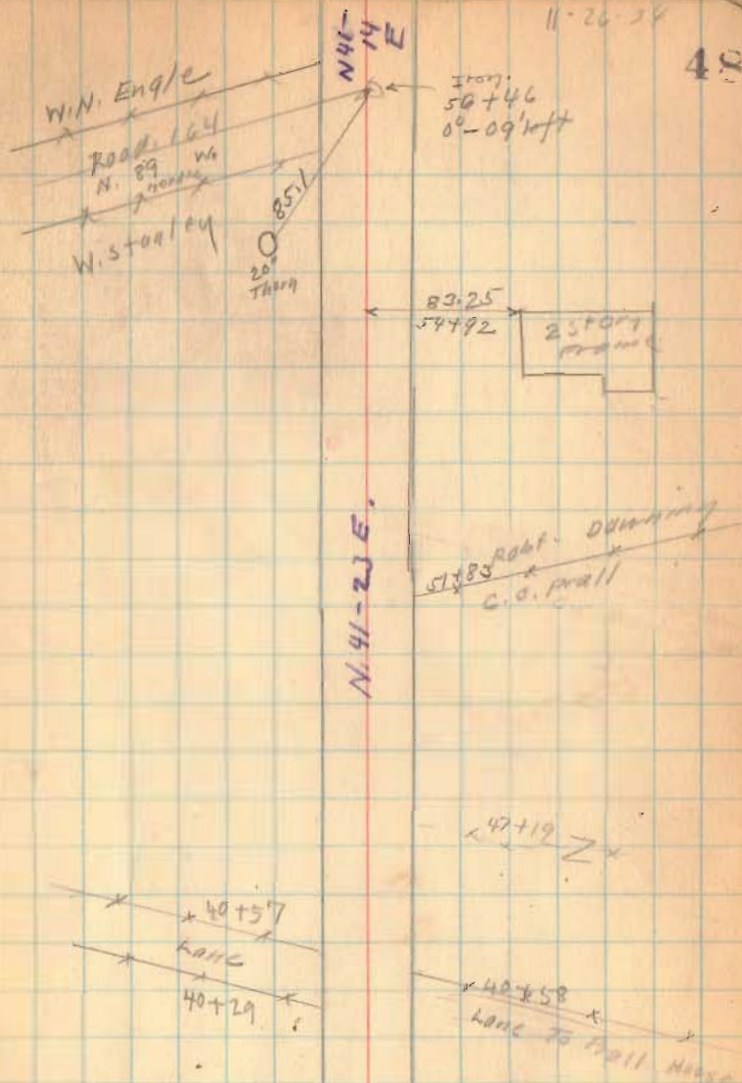 11-26-34
48
N 41-
14
E
W.N. Engle
Road. 164
N. 89 W.
W. Stanley
Iron.
56+46
0°-09' left
85.1
20"
Thorn
83.25
54+92
2 Story
Frame
N. 41-23 E.
Robt. Downing
51+83
C. O. Prall
47+19
40+57
Lane
40+29
40+58
Lane To Prall House